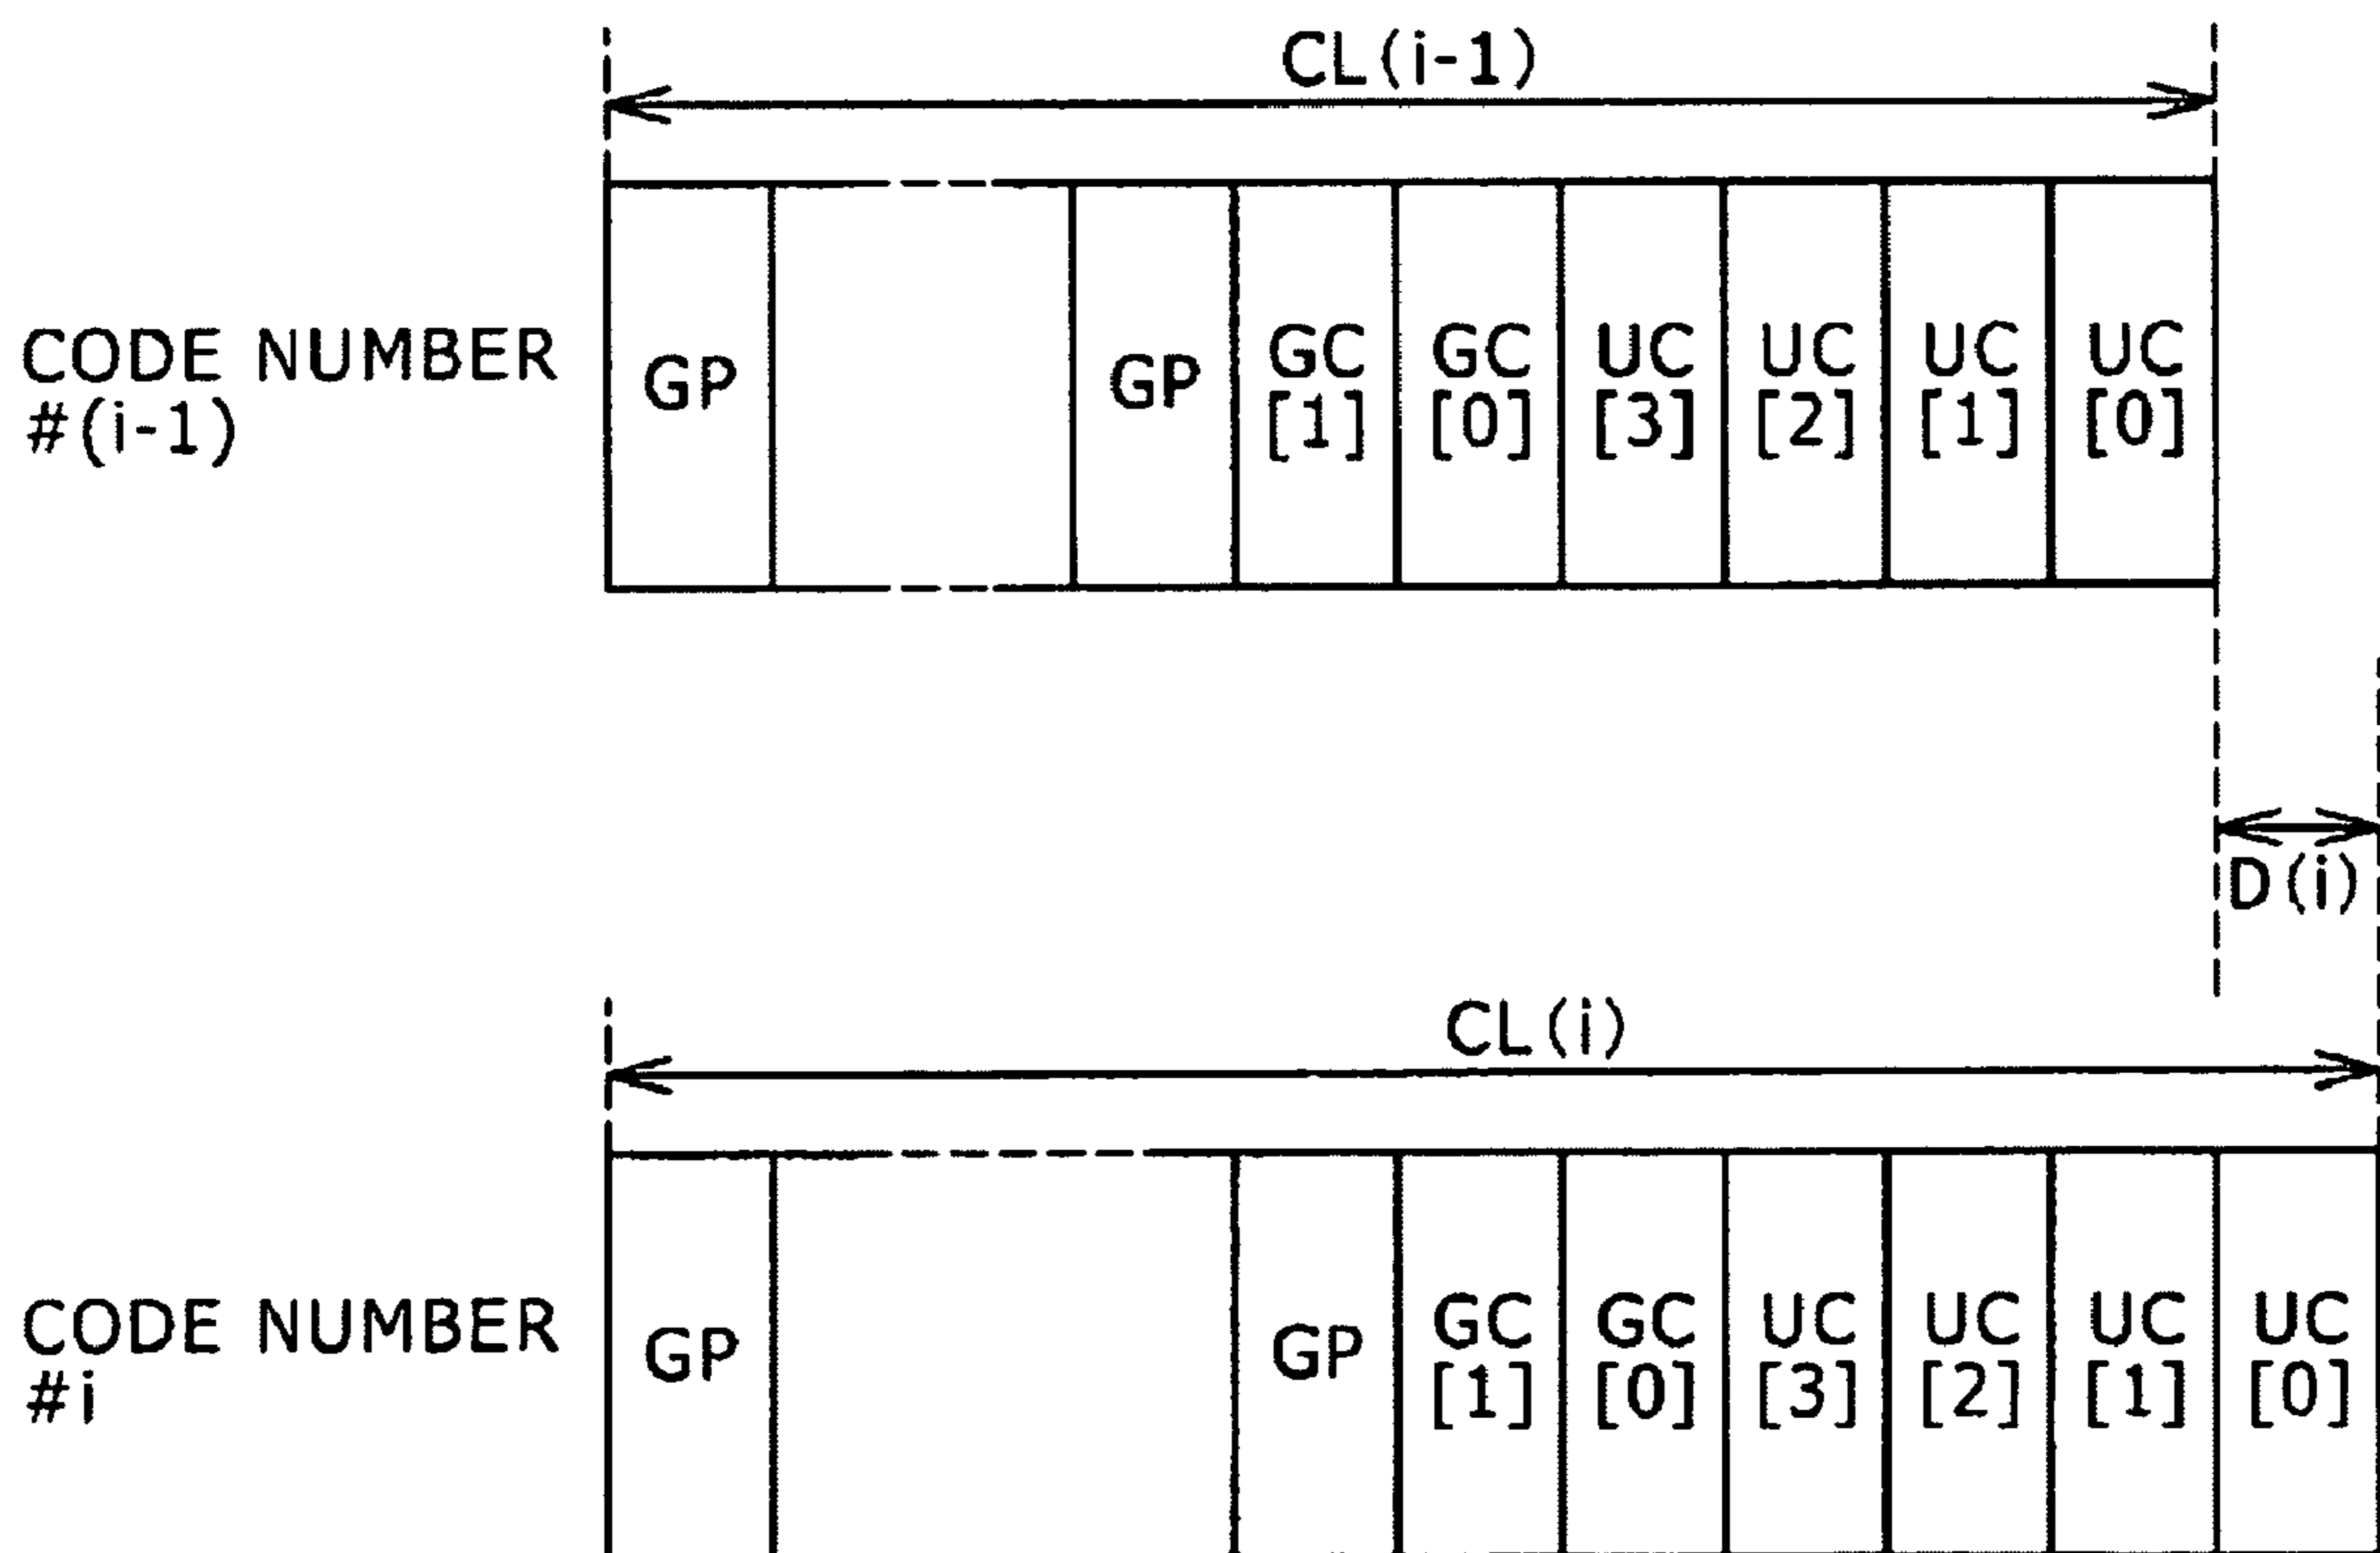 CL(i-1)
CODE NUMBER
#(i-1)
GP GP GC [1] GC [0] UC [3] UC [2] UC [1] UC [0]
D(i)
CL(i)
CODE NUMBER
#i
GP GP GC [1] GC [0] UC [3] UC [2] UC [1] UC [0]